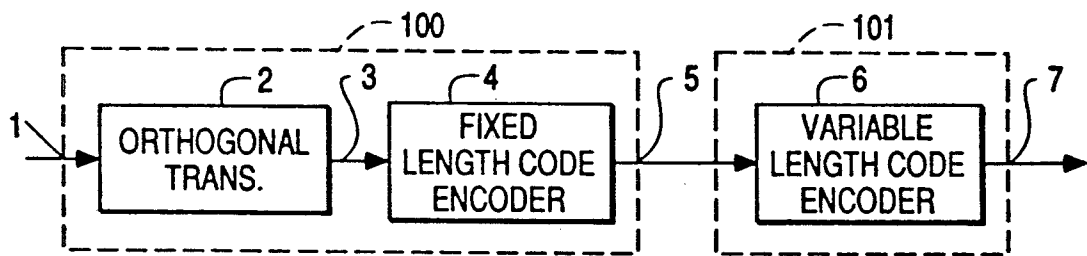 100
101
2
3
4
5
6
7
1
ORTHOGONAL
TRANS.
FIXED
LENGTH CODE
ENCODER
VARIABLE
LENGTH CODE
ENCODER